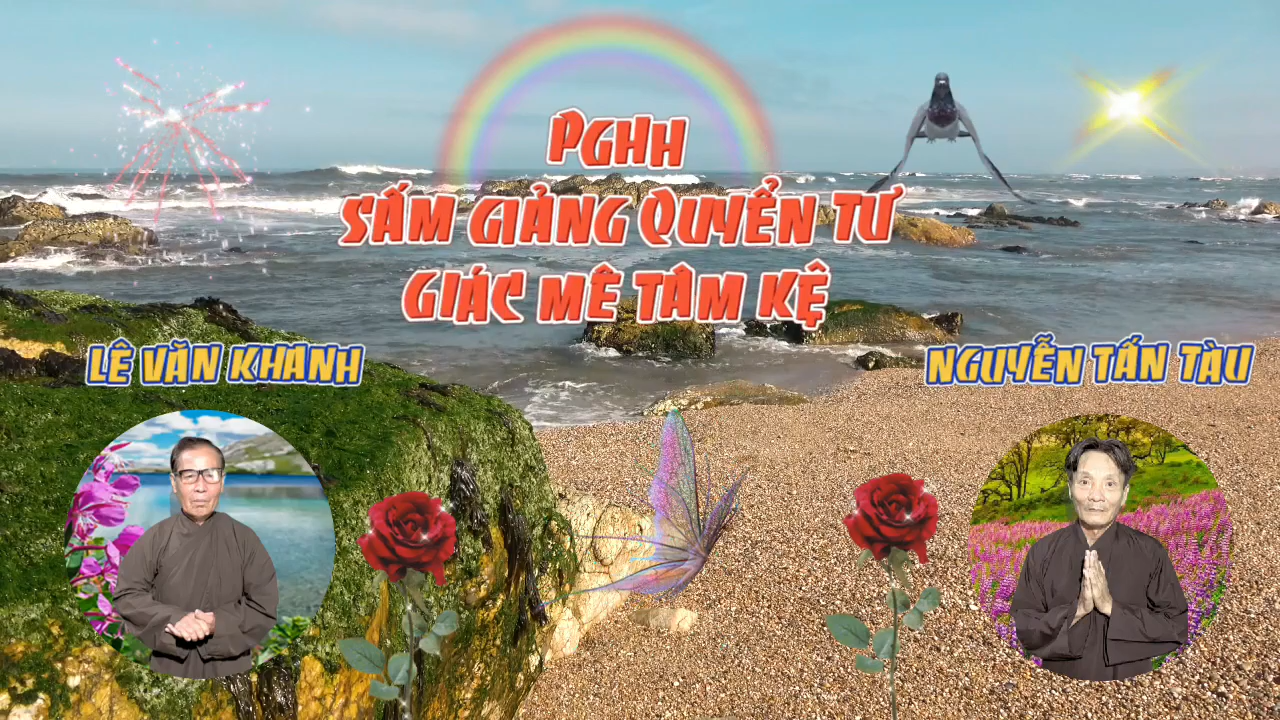 PGHH
SẤM GIẢNG QUYỂN TƯ
GIÁC MÊ TÂM KỆ
LÊ VĂN KHANH
NGUYỄN TẤN TÀU